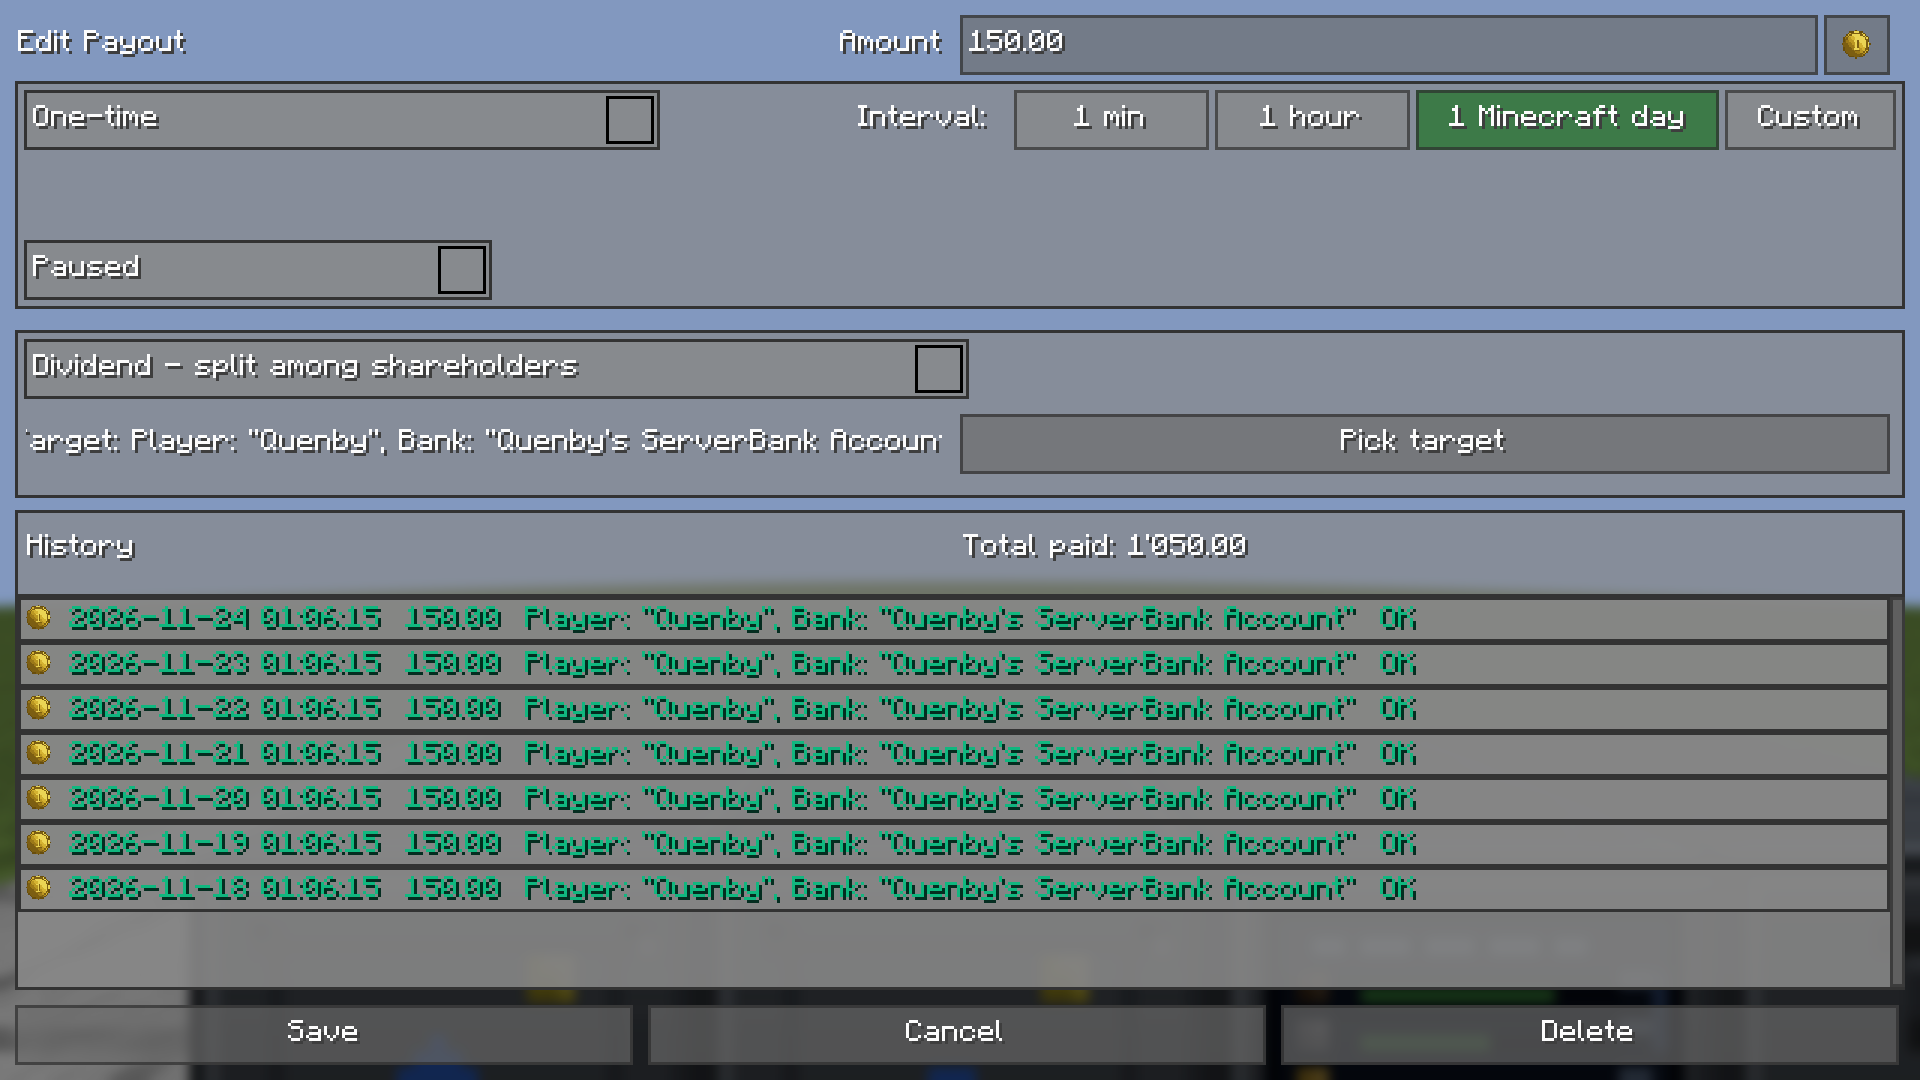 Edit Payout
Amount 150.00
One-time
Interval: 1 min 1 hour 1 Minecraft day Custom
Paused
Dividend - split among shareholders
arget: Player: "Quenby", Bank: "Quenby's ServerBank Accoun
Pick target
History
Total paid: 1'050.00
2026-11-24 01:06:15 150.00 Player: "Quenby", Bank: "Quenby's ServerBank Account" OK
2026-11-23 01:06:15 150.00 Player: "Quenby", Bank: "Quenby's ServerBank Account" OK
2026-11-22 01:06:15 150.00 Player: "Quenby", Bank: "Quenby's ServerBank Account" OK
2026-11-21 01:06:15 150.00 Player: "Quenby", Bank: "Quenby's ServerBank Account" OK
2026-11-20 01:06:15 150.00 Player: "Quenby", Bank: "Quenby's ServerBank Account" OK
2026-11-19 01:06:15 150.00 Player: "Quenby", Bank: "Quenby's ServerBank Account" OK
2026-11-18 01:06:15 150.00 Player: "Quenby", Bank: "Quenby's ServerBank Account" OK
Save Cancel Delete